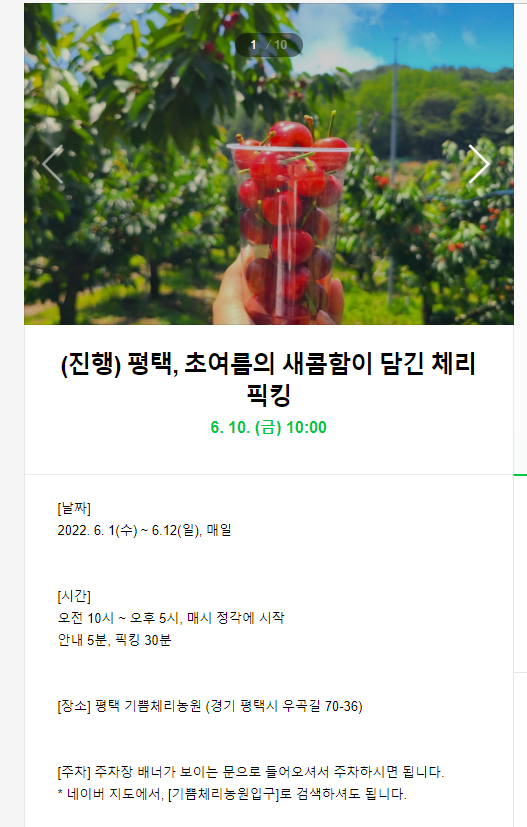 1 / 10
(진행) 평택, 초여름의 새콤함이 담긴 체리
픽킹
6. 10. (금) 10:00
[날짜]
2022. 6. 1(수) ~ 6.12(일), 매일
[시간]
오전 10시 ~ 오후 5시, 매시 정각에 시작
안내 5분, 픽킹 30분
[장소] 평택 기쁨체리농원 (경기 평택시 우곡길 70-36)
[주차] 주차장 배너가 보이는 문으로 들어오셔서 주차하시면 됩니다.
* 네이버 지도에서, [기쁨체리농원입구]로 검색하셔도 됩니다.